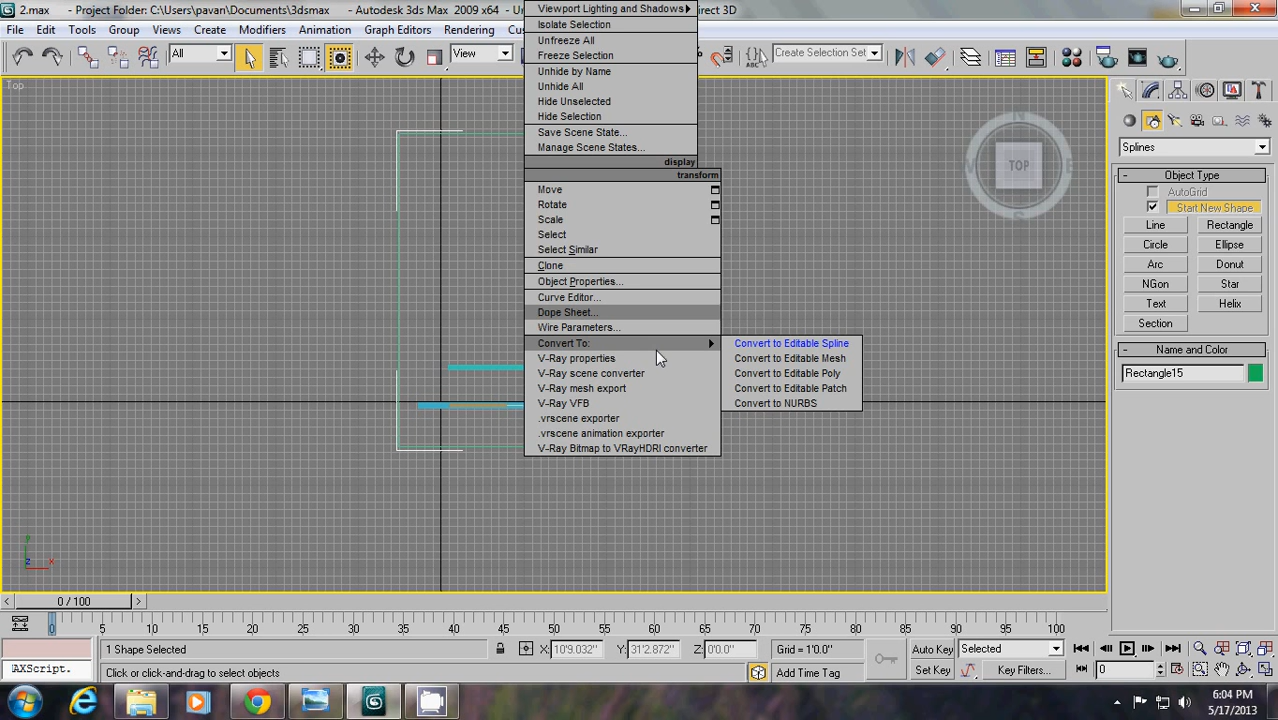 2.max
- Project Folder: C:\Users\pavan\Documents\3dsmax
- Autodesk 3ds Max 2009 x64
File Edit Tools Group Views Create Modifiers Animation Graph Editors Rendering
All
View
Create Selection Set
Top
N
TOP
Viewport Lighting and Shadows
Isolate Selection
Unfreeze All
Freeze Selection
Unhide by Name
Unhide All
Hide Unselected
Hide Selection
Save Scene State...
Manage Scene States...
display
transform
Move
Rotate
Scale
Select
Select Similar
Clone
Object Properties...
Curve Editor...
Dope Sheet...
Wire Parameters...
Convert To:
V-Ray properties
V-Ray scene converter
V-Ray mesh export
V-Ray VFB
.vrscene exporter
.vrscene animation exporter
V-Ray Bitmap to VRayHDRI converter
Convert to Editable Spline
Convert to Editable Mesh
Convert to Editable Poly
Convert to Editable Patch
Convert to NURBS
Splines
- Object Type
AutoGrid
Start New Shape
Line Rectangle
Circle Ellipse
Arc Donut
NGon Star
Text Helix
Section
- Name and Color
Rectangle15
x
z
0 / 100
0 5 10 15 20 25 30 35 40 45 50 55 60 65 70 75 80 85 90 95 100
1 Shape Selected
X: 10'9.032" Y: 31'2.872" Z: 0'0.0"
Grid = 1'0.0"
Auto Key Selected
AXScript.
Click or click-and-drag to select objects
Add Time Tag
Set Key Key Filters...
0
6:04 PM
5/17/2013